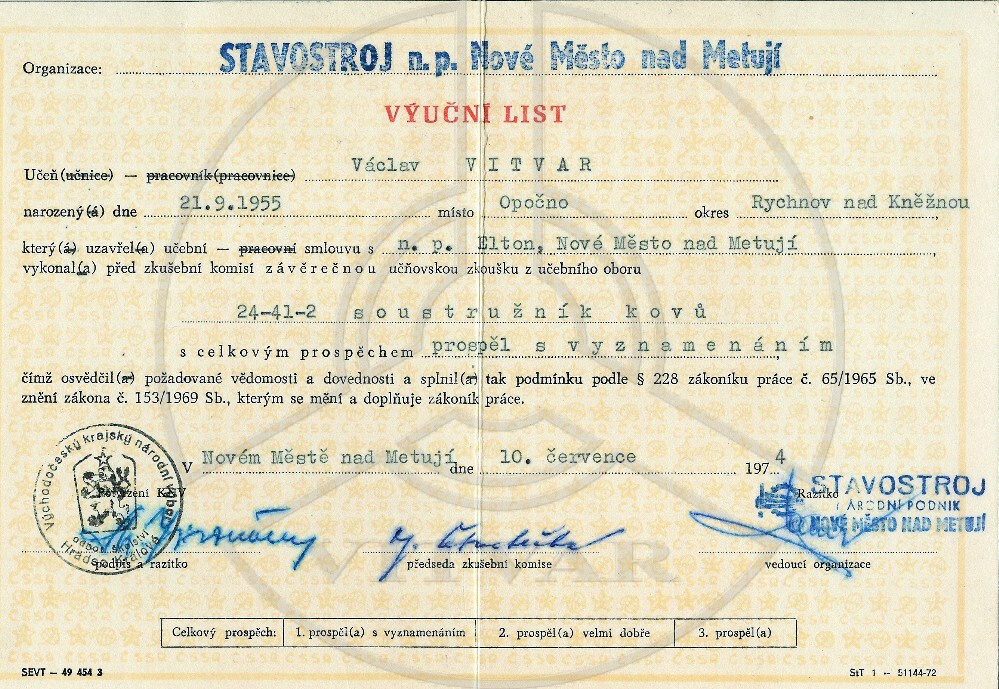 Organizace: STAVOSTROJ n.p. Nové Město nad Metují
VÝUČNÍ LIST
Učeň (učnice) — pracovník (pracovnice) Václav VITVAR
narozený(á) dne 21.9.1955 místo Opočno okres Rychnov nad Kněžnou
který(á) uzavřel(a) učební — pracovní smlouvu s n. p. Elton, Nové Město nad Metují
vykonal(a) před zkušební komisí závěrečnou učňovskou zkoušku z učebního oboru
24-41-2 soustružník kovů
s celkovým prospěchem prospěl s vyznamenáním
čímž osvědčil(a) požadované vědomosti a dovednosti a splnil(a) tak podmínku podle § 228 zákoníku práce č. 65/1965 Sb., ve
znění zákona č. 153/1969 Sb., kterým se mění a doplňuje zákoník práce.
V Novém Městě nad Metují dne 10. července 1974
Východočeský krajský národní výbor
odbor školství
Hradec Králové
KNV
Razítko
STAVOSTROJ
NÁRODNÍ PODNIK
NOVÉ MĚSTO NAD METUJÍ
podpis a razítko předseda zkušební komise vedoucí organizace
VITVAR
Celkový prospěch: 1. prospěl(a) s vyznamenáním 2. prospěl(a) velmi dobře 3. prospěl(a)
SEVT — 49 454 3 StT 1 — 51144-72